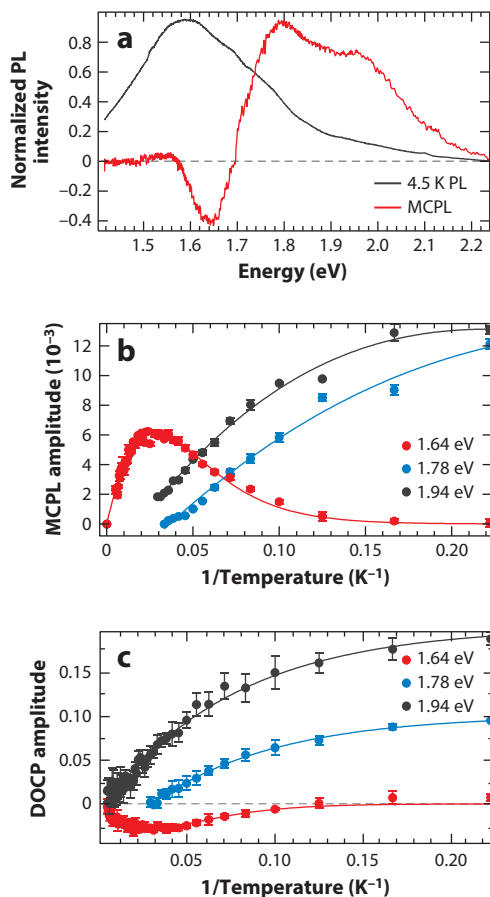 a
Normalized PL
intensity
0.8
0.6
0.4
0.2
0
−0.2
−0.4
4.5 K PL
MCPL
1.5 1.6 1.7 1.8 1.9 2.0 2.1 2.2
Energy (eV)
b
MCPL amplitude (10⁻³)
12
10
8
6
4
2
0
1.64 eV
1.78 eV
1.94 eV
0 0.05 0.10 0.15 0.20
1/Temperature (K⁻¹)
c
DOCP amplitude
0.15
0.10
0.05
0
1.64 eV
1.78 eV
1.94 eV
0.05 0.10 0.15 0.20
1/Temperature (K⁻¹)